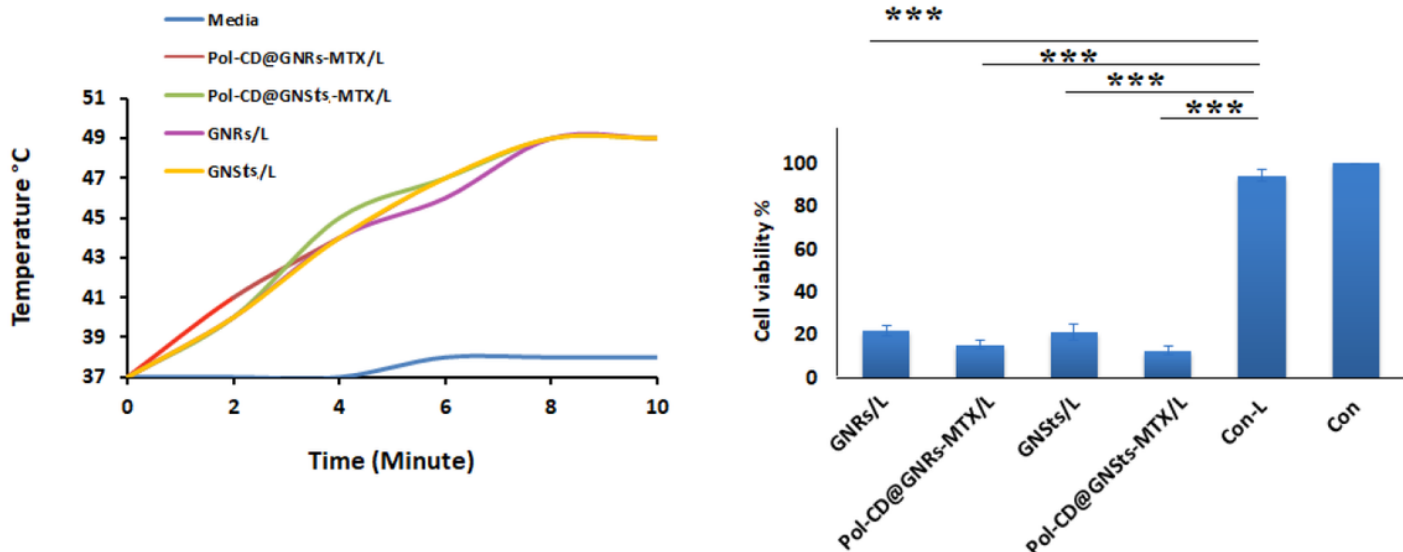 Media
Pol-CD@GNRs-MTX/L
Pol-CD@GNSts,-MTX/L
GNRs/L
GNSts,/L
Temperature °C
51
49
47
45
43
41
39
37
0 2 4 6 8 10
Time (Minute)
***
***
***
***
Cell viability %
100
80
60
40
20
0
GNRs/L
Pol-CD@GNRs-MTX/L
GNSts/L
Pol-CD@GNSts-MTX/L
Con-L
Con